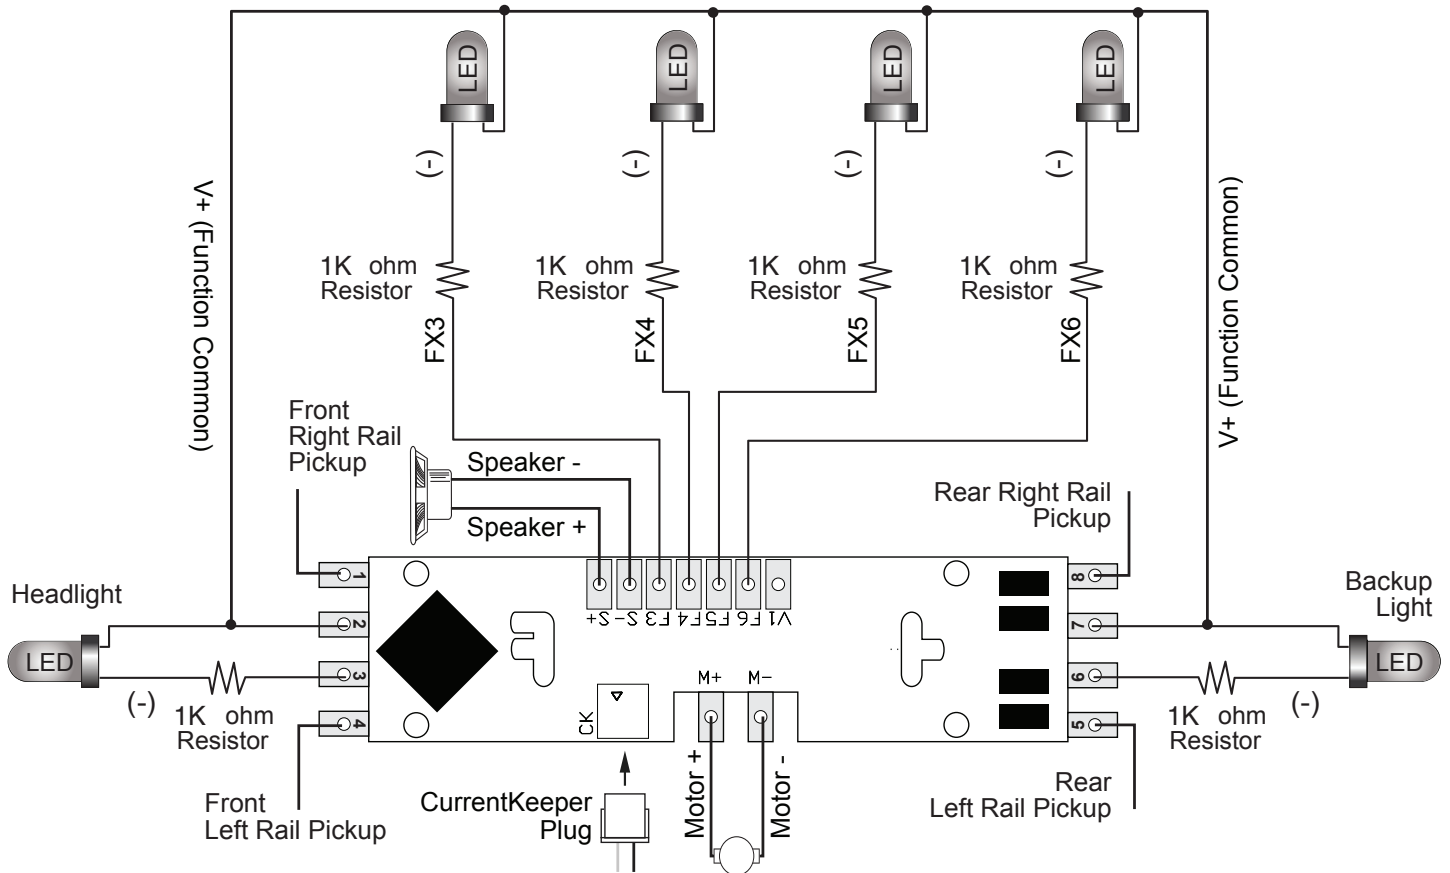 LED
LED
LED
LED
(-)
(-)
(-)
(-)
V+ (Function Common)
V+ (Function Common)
1K ohm
Resistor
1K ohm
Resistor
1K ohm
Resistor
1K ohm
Resistor
FX3
FX4
FX5
FX6
Front
Right Rail
Pickup
Speaker -
Speaker +
Rear Right Rail
Pickup
Headlight
Backup
Light
1
2
3
4
8
7
6
5
S+
S-
F3
F4
F5
F6
V1
LED
LED
(-)
(-)
1K ohm
Resistor
1K ohm
Resistor
M+
M-
CK
Motor +
Motor -
Front
Left Rail Pickup
CurrentKeeper
Plug
Rear
Left Rail Pickup